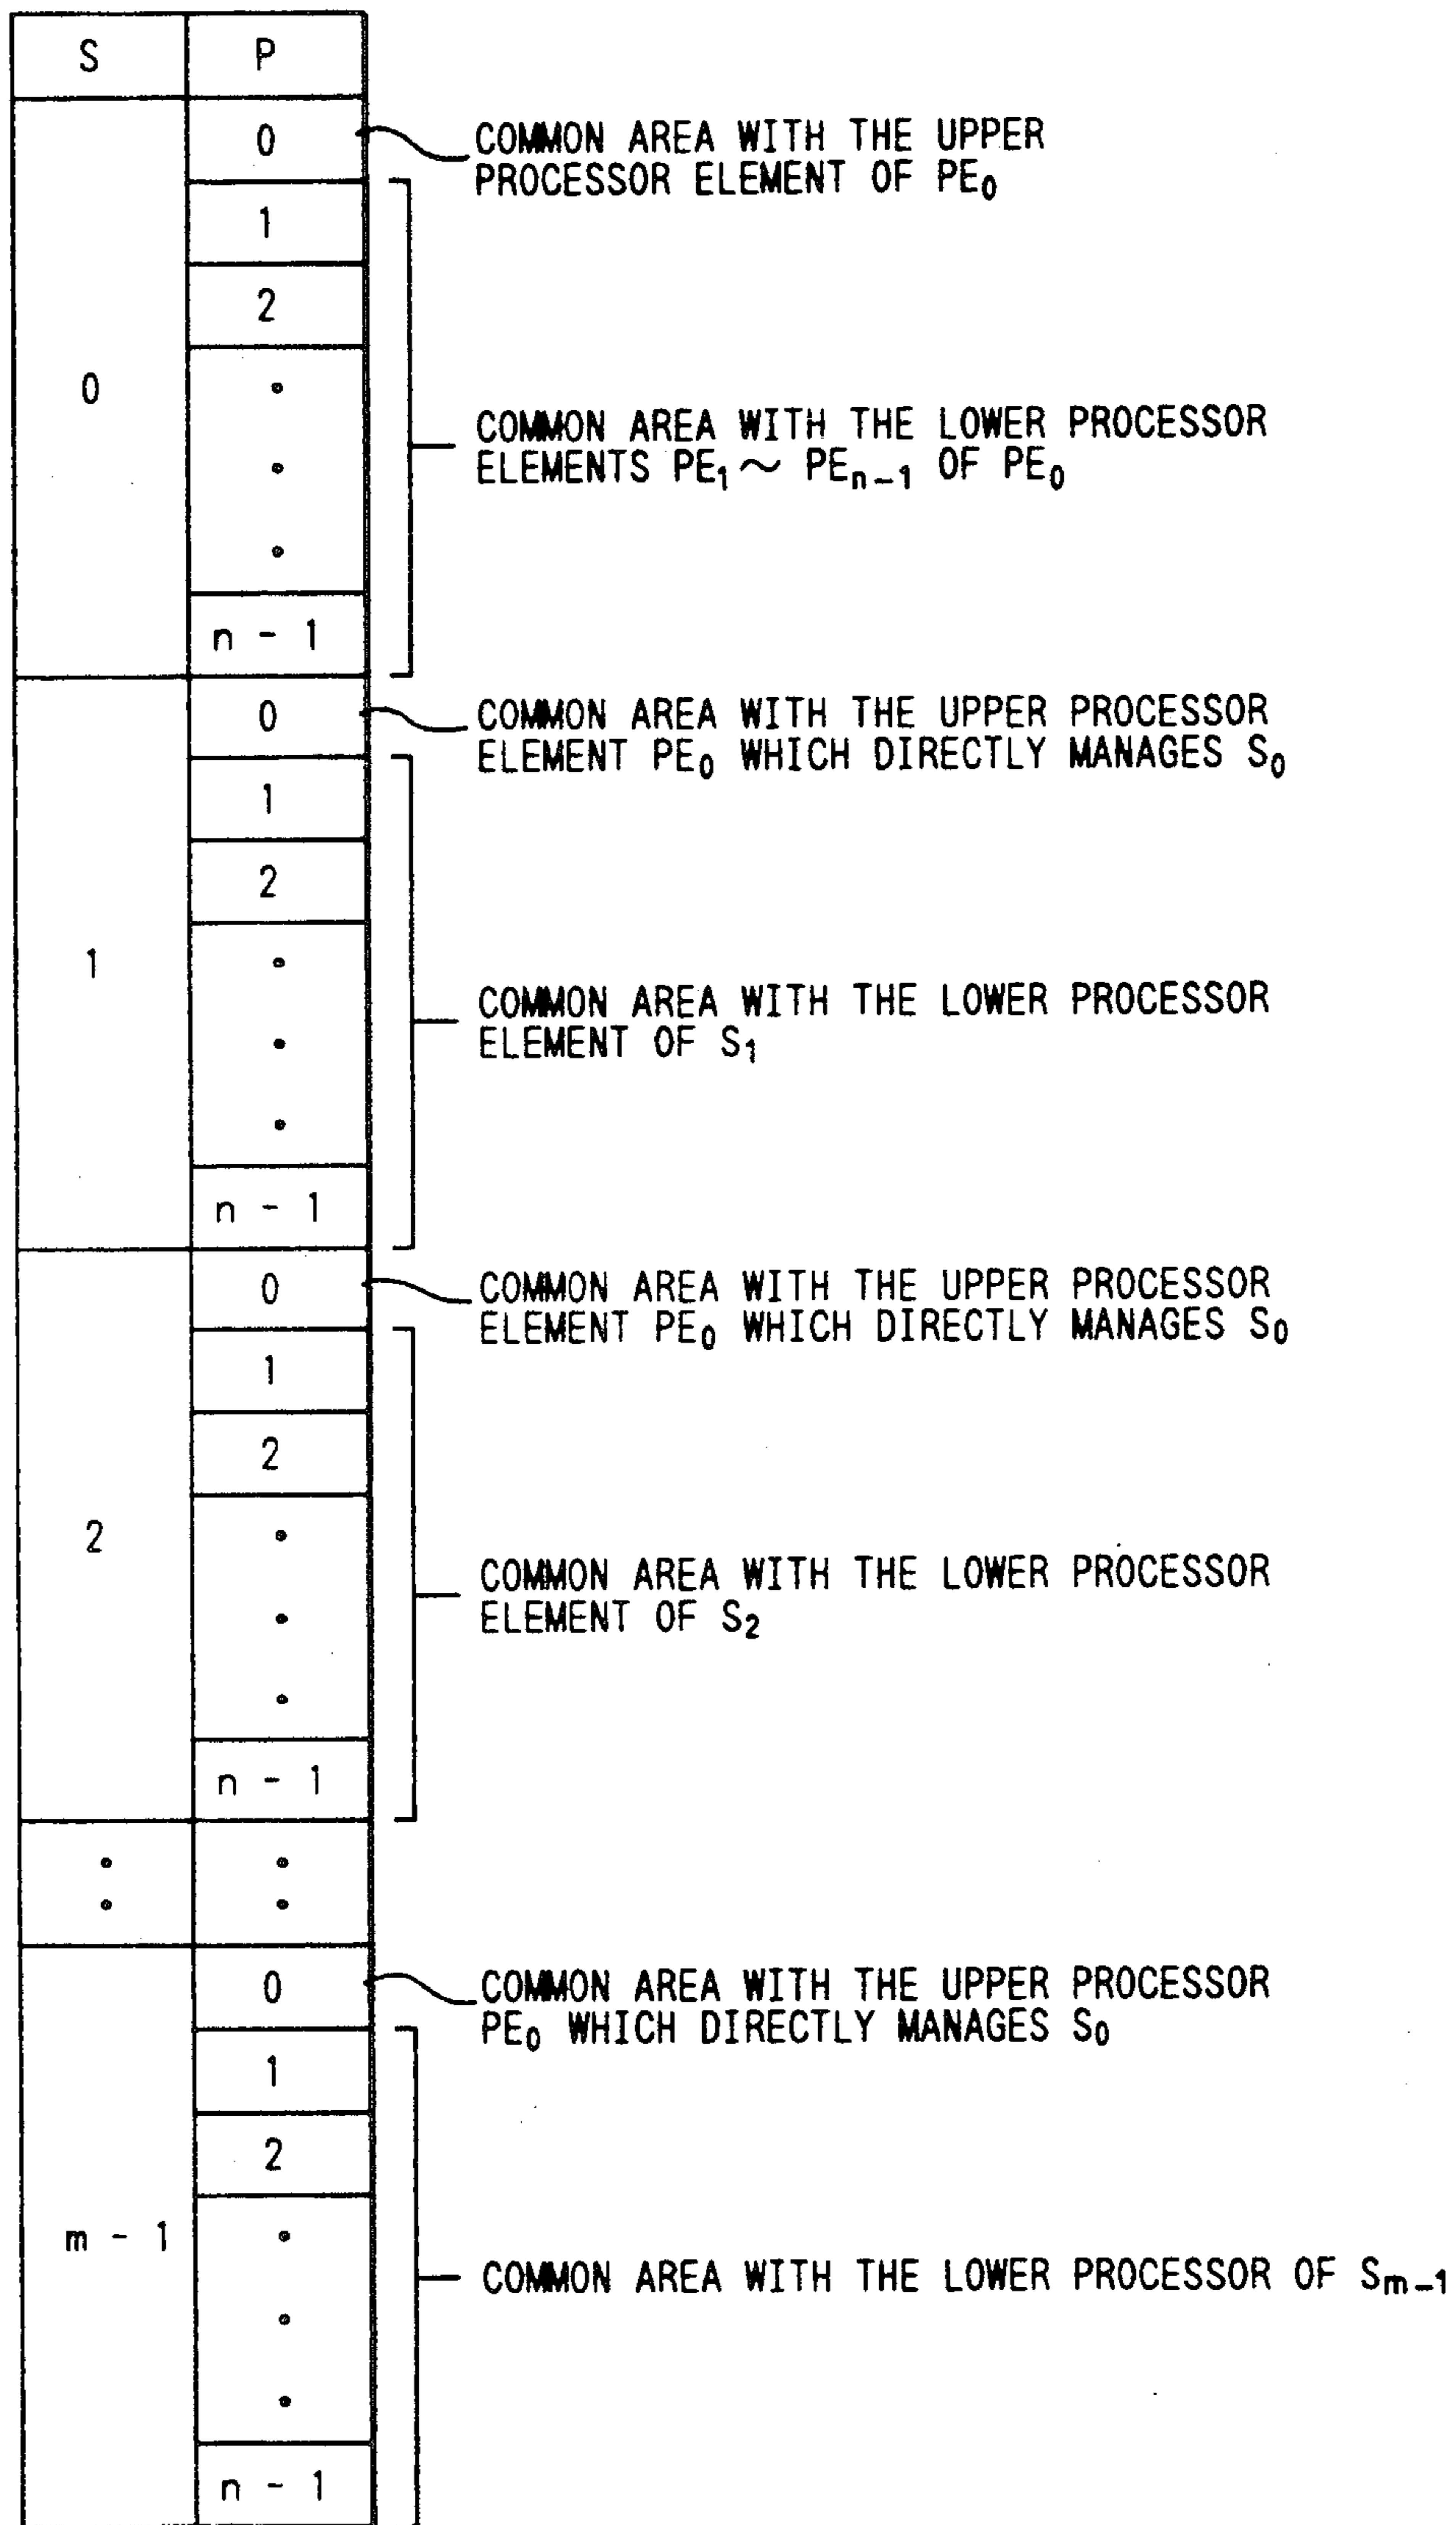 S P
0
COMMON AREA WITH THE UPPER
PROCESSOR ELEMENT OF PE₀
1
2
0
COMMON AREA WITH THE LOWER PROCESSOR
ELEMENTS PE₁ ~ PEₙ₋₁ OF PE₀
n - 1
0
COMMON AREA WITH THE UPPER PROCESSOR
ELEMENT PE₀ WHICH DIRECTLY MANAGES S₀
1
2
1
COMMON AREA WITH THE LOWER PROCESSOR
ELEMENT OF S₁
n - 1
0
COMMON AREA WITH THE UPPER PROCESSOR
ELEMENT PE₀ WHICH DIRECTLY MANAGES S₀
1
2
2
COMMON AREA WITH THE LOWER PROCESSOR
ELEMENT OF S₂
n - 1
0
COMMON AREA WITH THE UPPER PROCESSOR
PE₀ WHICH DIRECTLY MANAGES S₀
1
2
m - 1
COMMON AREA WITH THE LOWER PROCESSOR OF Sₘ₋₁
n - 1